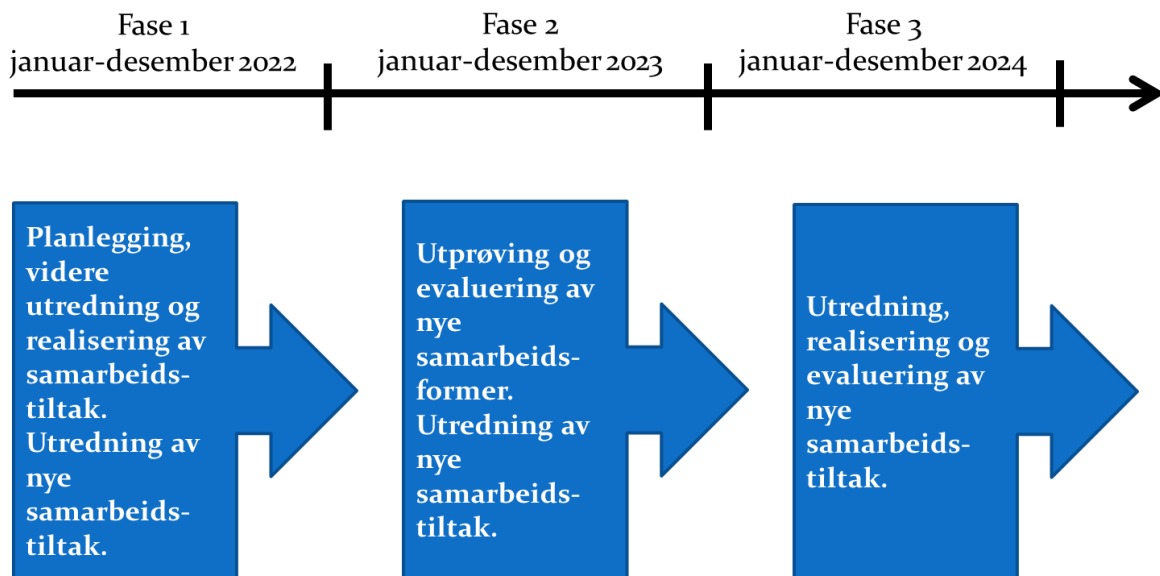 Fase 1
januar-desember 2022
Fase 2
januar-desember 2023
Fase 3
januar-desember 2024
Planlegging,
videre
utredning og
realisering av
samarbeids-
tiltak.
Utredning av
nye
samarbeids-
tiltak.
Utprøving og
evaluering av
nye
samarbeids-
former.
Utredning av
nye
samarbeids-
tiltak.
Utredning,
realisering og
evaluering av
nye
samarbeids-
tiltak.